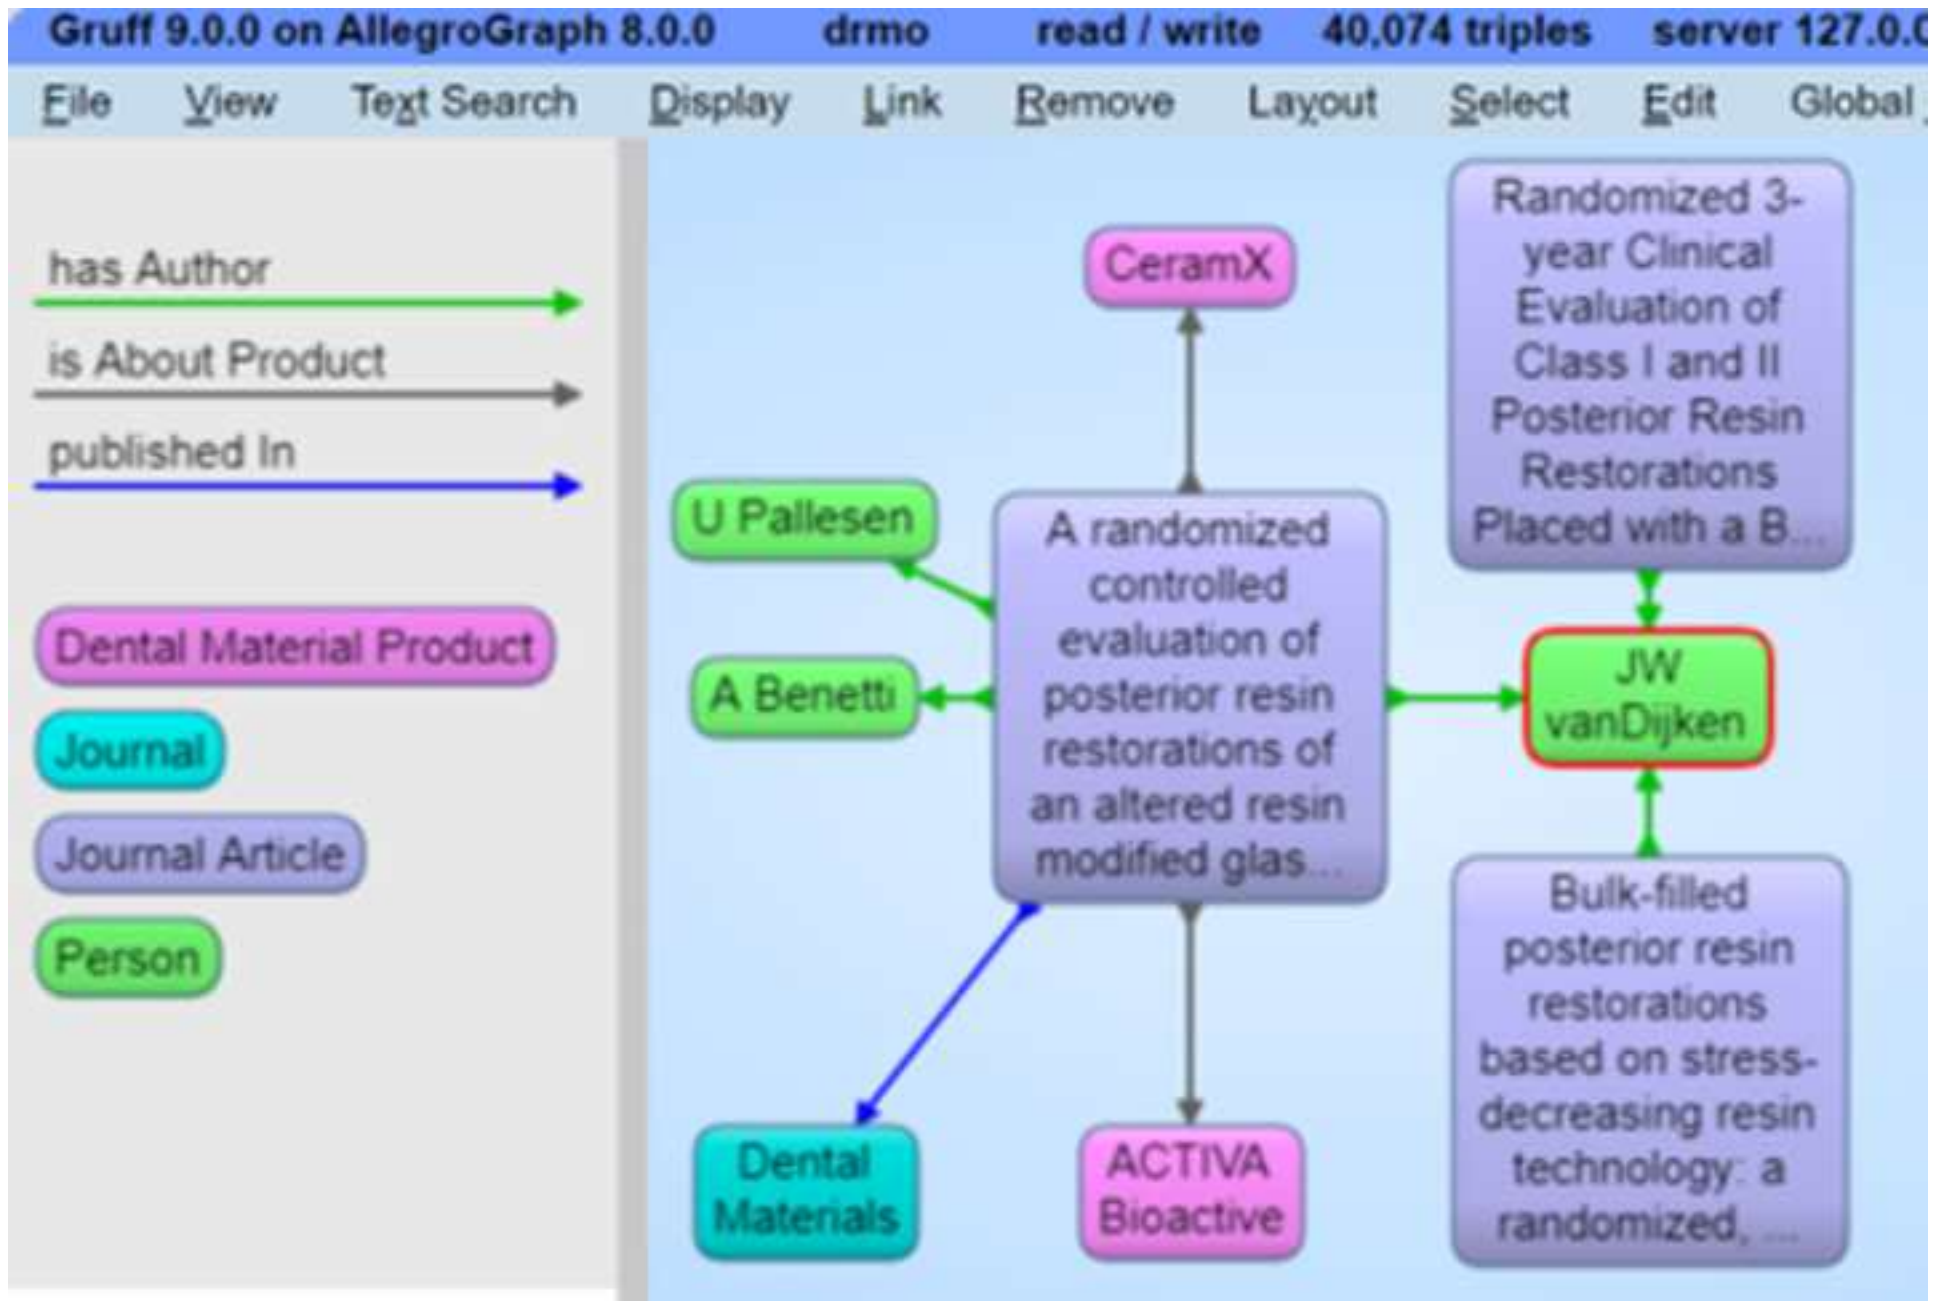 Gruff 9.0.0 on AllegroGraph 8.0.0 drmo read / write 40,074 triples server 127.0.0
File View Text Search Display Link Remove Layout Select Edit Global
has Author
is About Product
published In
Dental Material Product
Journal
Journal Article
Person
CeramX
U Pallesen
A Benetti
A randomized
controlled
evaluation of
posterior resin
restorations of
an altered resin
modified glas...
Dental
Materials
ACTIVA
Bioactive
Randomized 3-
year Clinical
Evaluation of
Class I and II
Posterior Resin
Restorations
Placed with a B...
JW
vanDijken
Bulk-filled
posterior resin
restorations
based on stress-
decreasing resin
technology: a
randomized, ...